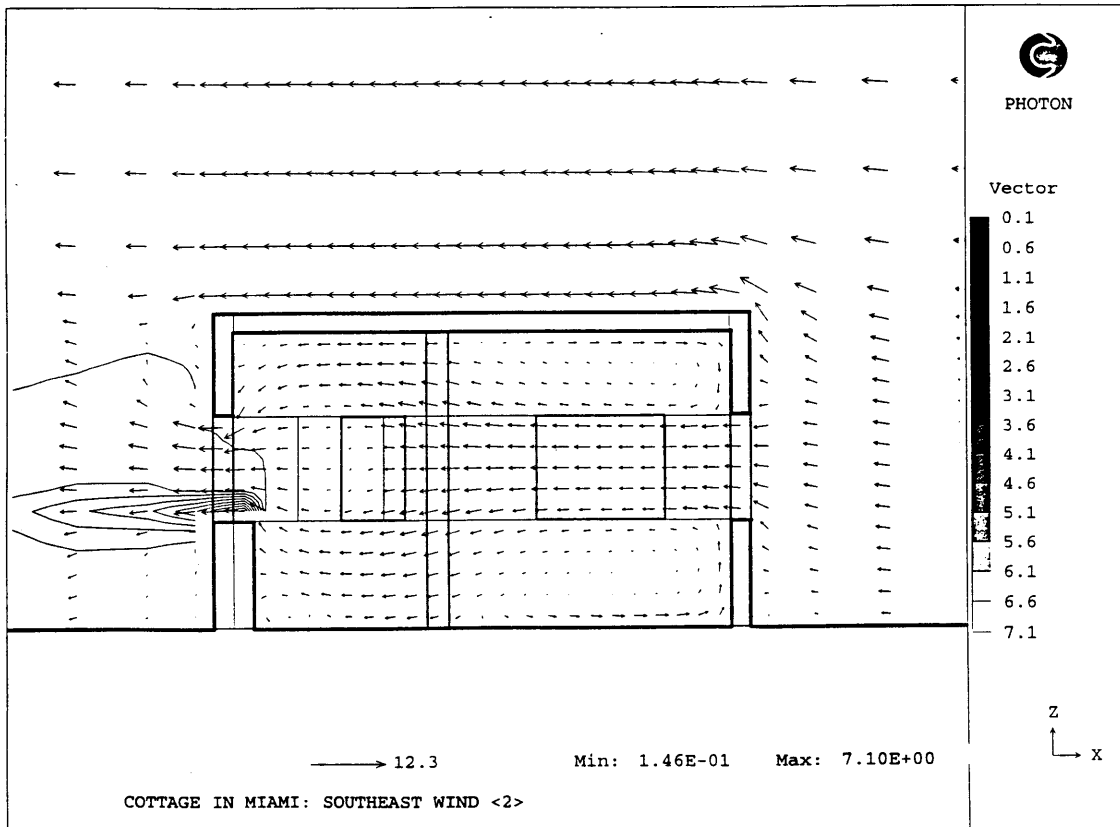 PHOTON
Vector
0.1
0.6
1.1
1.6
2.1
2.6
3.1
3.6
4.1
4.6
5.1
5.6
6.1
6.6
7.1
Z
X
12.3 Min: 1.46E-01 Max: 7.10E+00
COTTAGE IN MIAMI: SOUTHEAST WIND <2>